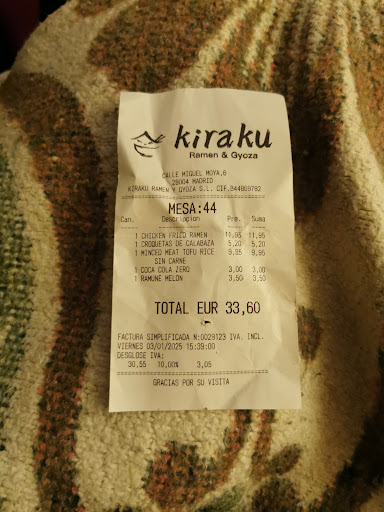 kiraku
Ramen & Gyoza
CALLE MIGUEL MOYA,6
28004 MADRID
KIRAKU RAMEN Y GYOZA S.L. CIF.B44809782
MESA:44
Can. Descripcion Pre. Suma
1 CHICKEN FRIED RAMEN 11,95 11,95
1 CROQUETAS DE CALABAZA 5,20 5,20
1 MINCED MEAT TOFU RICE 9,95 9,95
SIN CARNE
1 COCA COLA ZERO 3,00 3,00
1 RAMUNE MELON 3,50 3,50
TOTAL EUR 33,60
FACTURA SIMPLIFICADA N:0029123 IVA. INCL.
VIERNES 03/01/2025 15:39:00
DESGLOSE IVA:
30,55 10,00% 3,05
GRACIAS POR SU VISITA